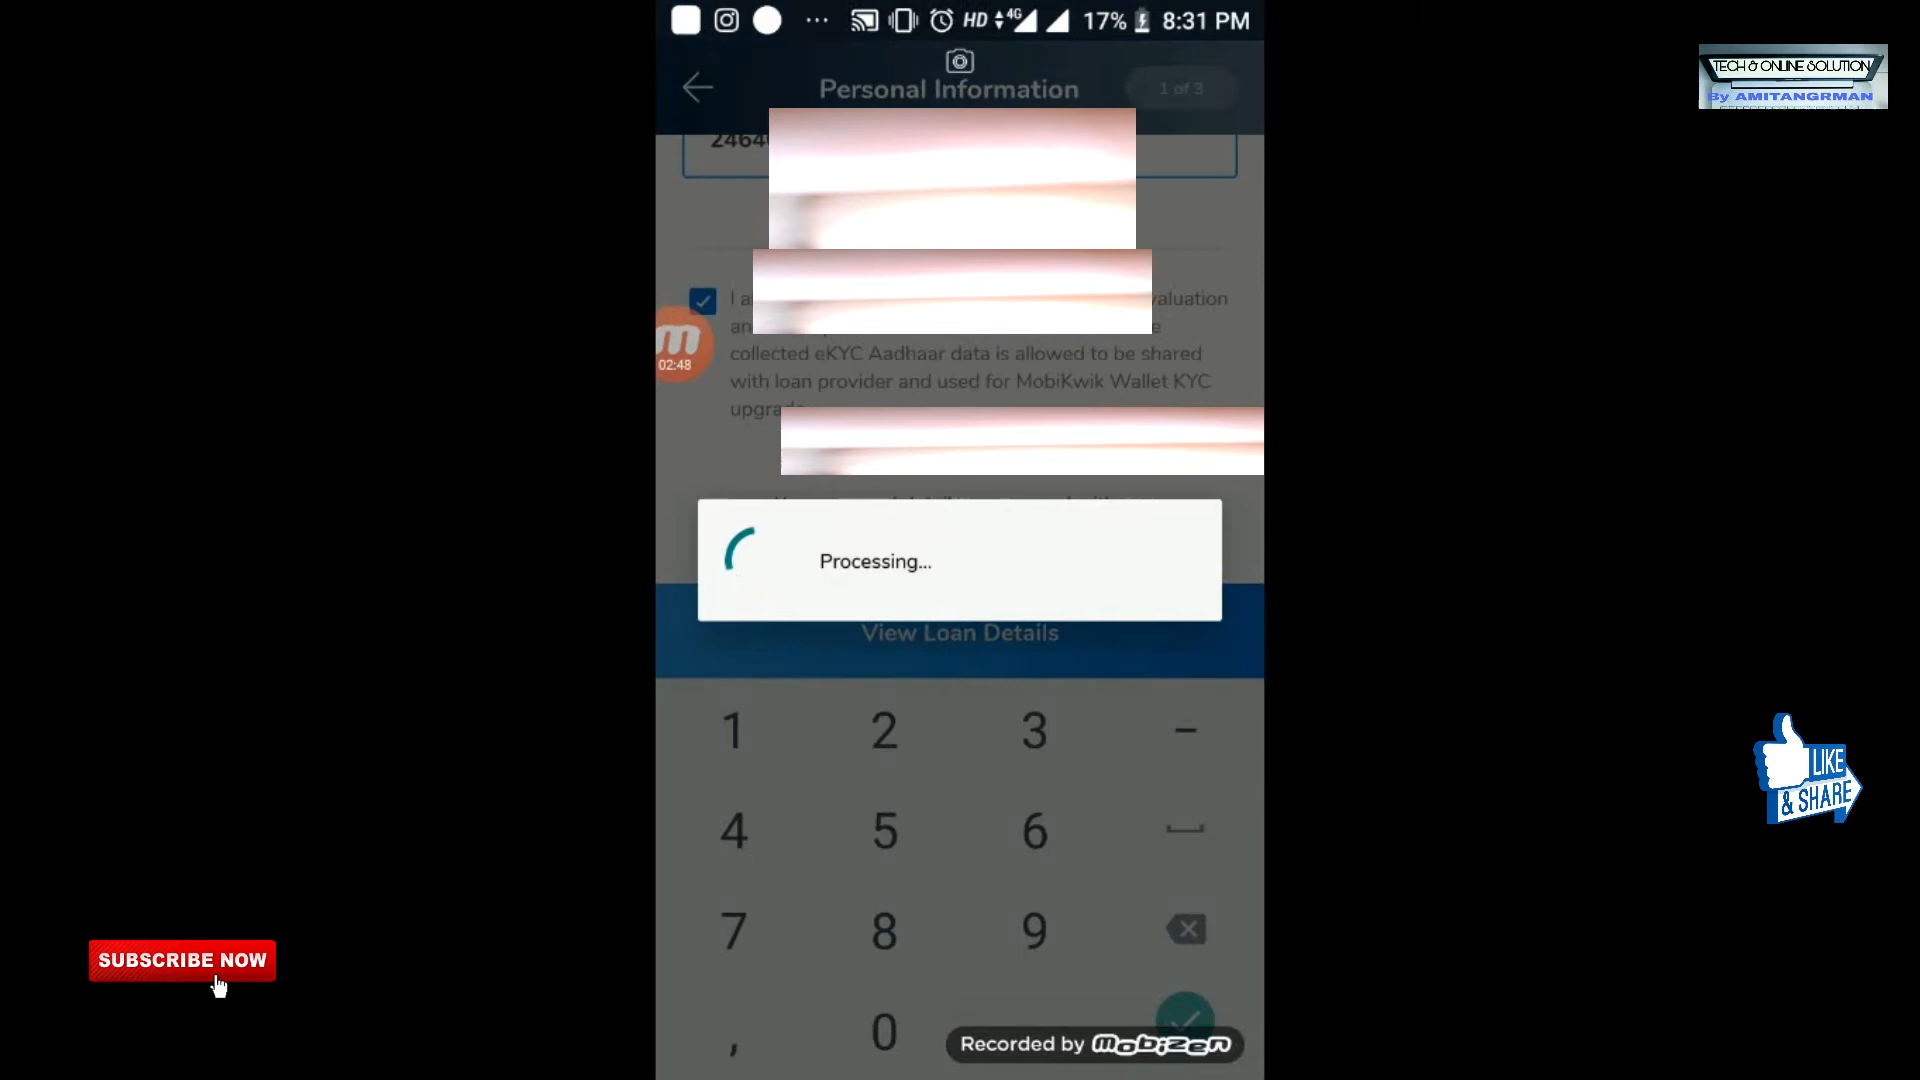 HD 4G 17% 8:31 PM
TECH & ONLINE SOLUTION
By AMITANGRMAN
Personal Information
1 of 3
2464
valuation
collected eKYC Aadhaar data is allowed to be shared
with loan provider and used for MobiKwik Wallet KYC
m
02:48
Processing...
View Loan Details
1 2 3 -
4 5 6
7 8 9
, 0
LIKE
& SHARE
SUBSCRIBE NOW
Recorded by mobizen